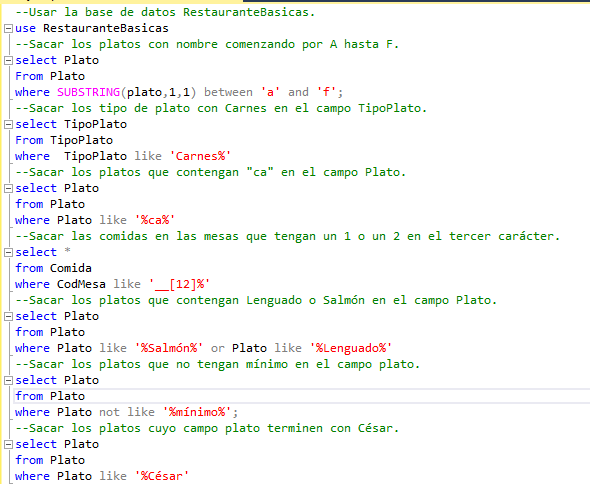 --Usar la base de datos RestauranteBasicas.
use RestauranteBasicas
--Sacar los platos con nombre comenzando por A hasta F.
select Plato
From Plato
where SUBSTRING(plato,1,1) between 'a' and 'f';
--Sacar los tipo de plato con Carnes en el campo TipoPlato.
select TipoPlato
From TipoPlato
where  TipoPlato like 'Carnes%'
--Sacar los platos que contengan "ca" en el campo Plato.
select Plato
from Plato
where Plato like '%ca%'
--Sacar las comidas en las mesas que tengan un 1 o un 2 en el tercer carácter.
select *
from Comida
where CodMesa like '__[12]%'
--Sacar los platos que contengan Lenguado o Salmón en el campo Plato.
select Plato
from Plato
where Plato like '%Salmón%' or Plato like '%Lenguado%'
--Sacar los platos que no tengan mínimo en el campo plato.
select Plato
from Plato
where Plato not like '%mínimo%';
--Sacar los platos cuyo campo plato terminen con César.
select Plato
from Plato
where Plato like '%César'